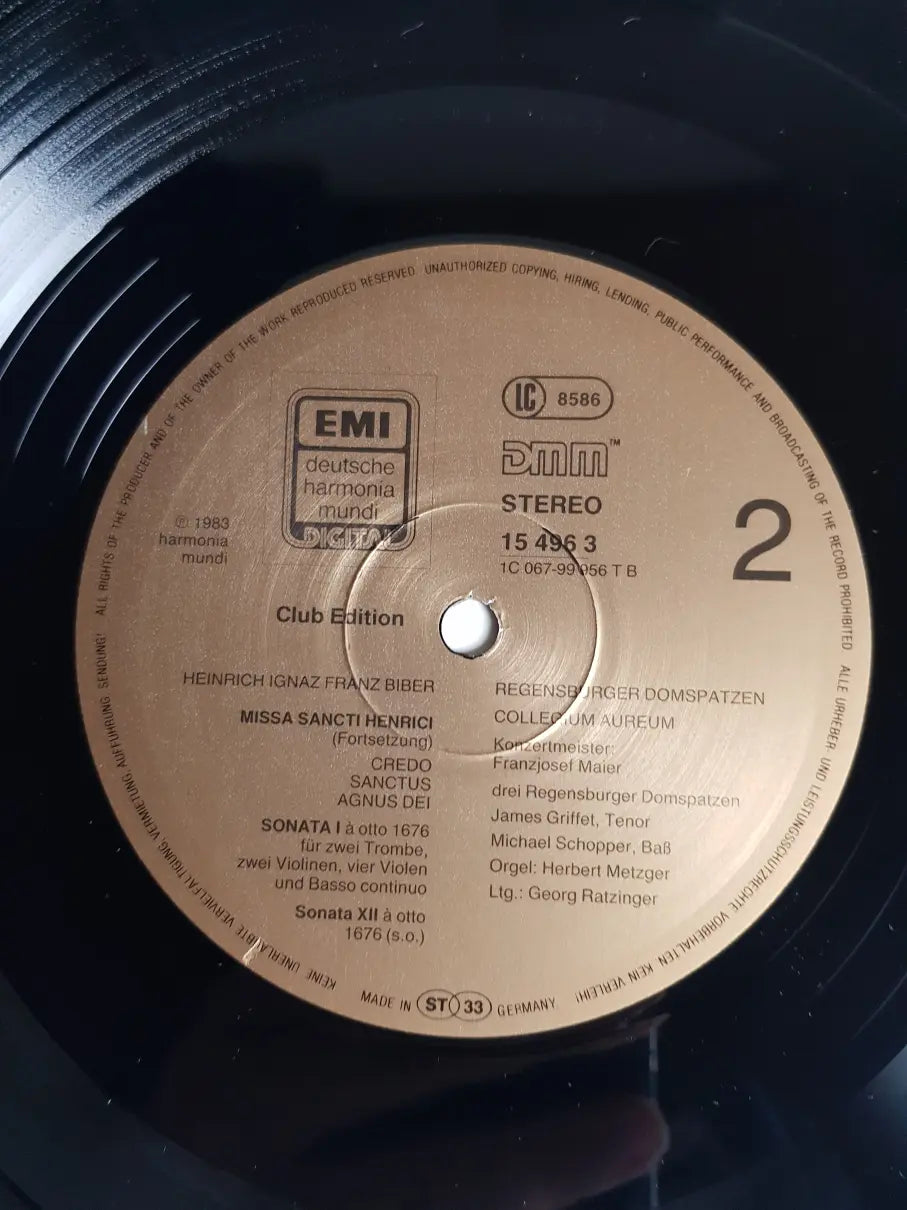 ALL RIGHTS OF THE PRODUCER AND OF THE OWNER OF THE WORK REPRODUCED RESERVED. UNAUTHORIZED COPYING, HIRING, LENDING, PUBLIC PERFORMANCE AND BROADCASTING OF THE RECORD PROHIBITED
ALLE URHEBER- UND LEISTUNGSSCHUTZRECHTE VORBEHALTEN. KEIN VERLEIH!
KEINE UNERLAUBTE VERVIELFÄLTIGUNG, VERMIETUNG, AUFFÜHRUNG, SENDUNG!
EMI
deutsche
harmonia
mundi
DIGITAL
℗ 1983
harmonia
mundi
LC 8586
DMM™
STEREO
15 496 3
1C 067-99 056 T B
2
Club Edition
HEINRICH IGNAZ FRANZ BIBER
MISSA SANCTI HENRICI
(Fortsetzung)
CREDO
SANCTUS
AGNUS DEI
SONATA I à otto 1676
für zwei Trombe,
zwei Violinen, vier Violen
und Basso continuo
Sonata XII à otto
1676 (s.o.)
REGENSBURGER DOMSPATZEN
COLLEGIUM AUREUM
Konzertmeister:
Franzjosef Maier
drei Regensburger Domspatzen
James Griffet, Tenor
Michael Schopper, Baß
Orgel: Herbert Metzger
Ltg.: Georg Ratzinger
MADE IN ST 33 GERMANY